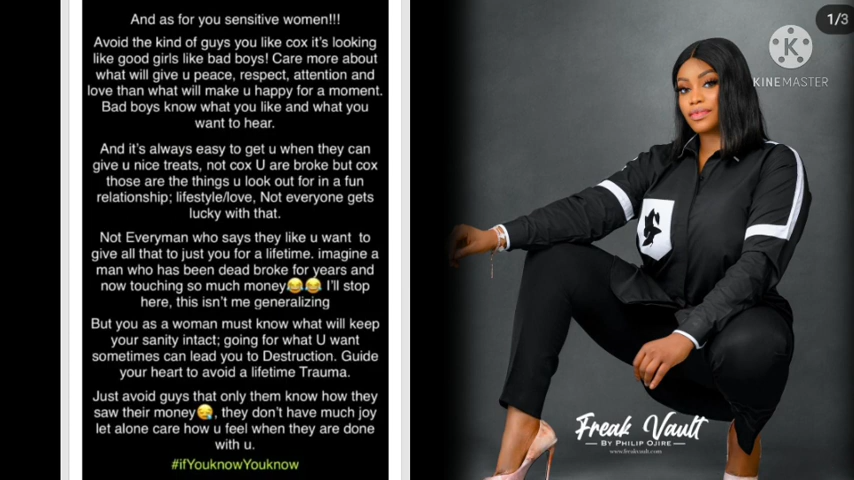 And as for you sensitive women!!!
Avoid the kind of guys you like cox it's looking
like good girls like bad boys! Care more about
what will give u peace, respect, attention and
love than what will make u happy for a moment.
Bad boys know what you like and what you
want to hear.
And it's always easy to get u when they can
give u nice treats, not cox U are broke but cox
those are the things u look out for in a fun
relationship; lifestyle/love, Not everyone gets
lucky with that.
Not Everyman who says they like u want to
give all that to just you for a lifetime. imagine a
man who has been dead broke for years and
now touching so much money😂😂 I'll stop
here, this isn't me generalizing
But you as a woman must know what will keep
your sanity intact; going for what U want
sometimes can lead you to Destruction. Guide
your heart to avoid a lifetime Trauma.
Just avoid guys that only them know how they
saw their money😪, they don't have much joy
let alone care how u feel when they are done
with u.
#ifYouknowYouknow
1/3
K
KINEMASTER
Freak Vault
BY PHILIP OJIRE
www.freakvault.com